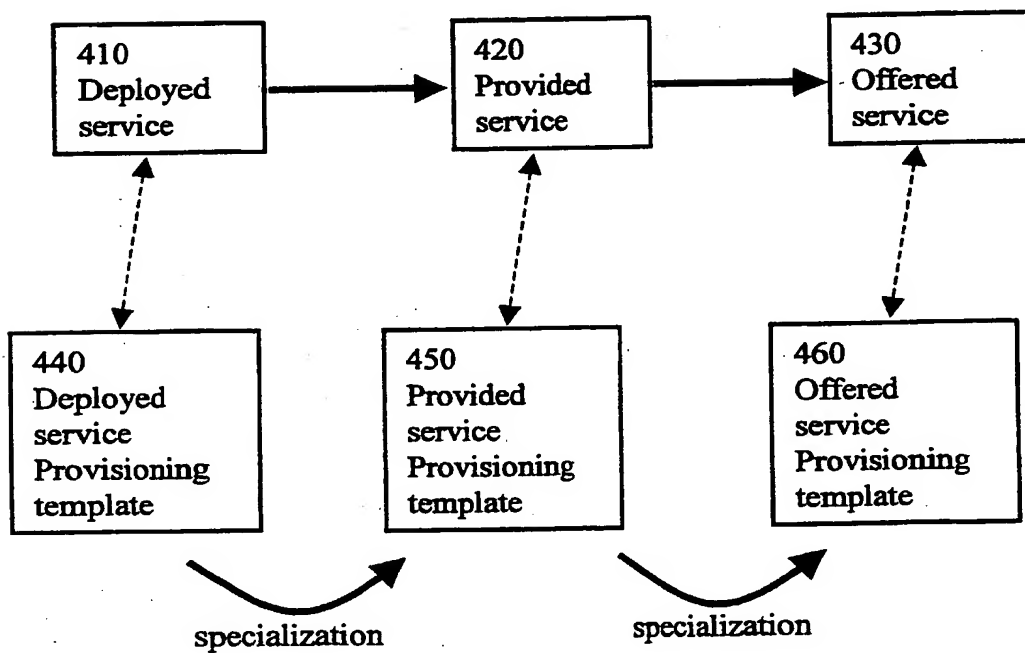 410
Deployed
service
420
Provided
service
430
Offered
service
440
Deployed
service
Provisioning
template
450
Provided
service
Provisioning
template
460
Offered
service
Provisioning
template
specialization
specialization